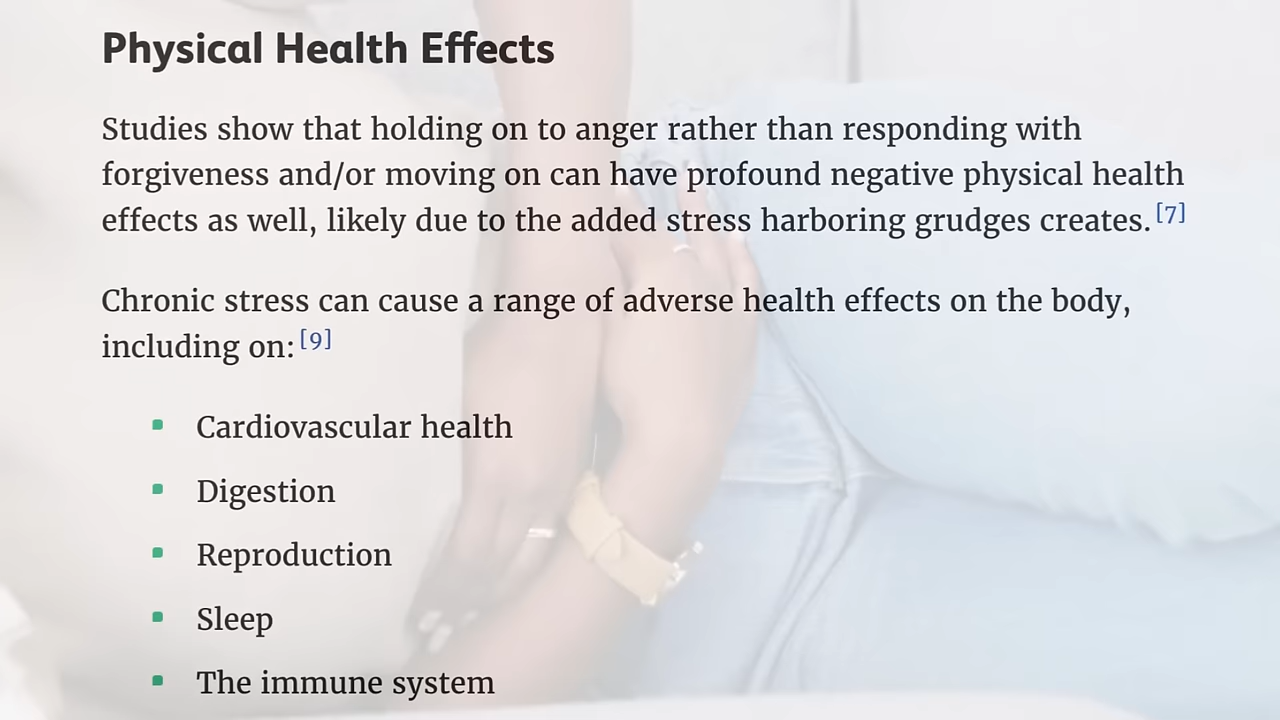 Physical Health Effects
Studies show that holding on to anger rather than responding with
forgiveness and/or moving on can have profound negative physical health
effects as well, likely due to the added stress harboring grudges creates. [7]
Chronic stress can cause a range of adverse health effects on the body,
including on: [9]
Cardiovascular health
Digestion
Reproduction
Sleep
The immune system